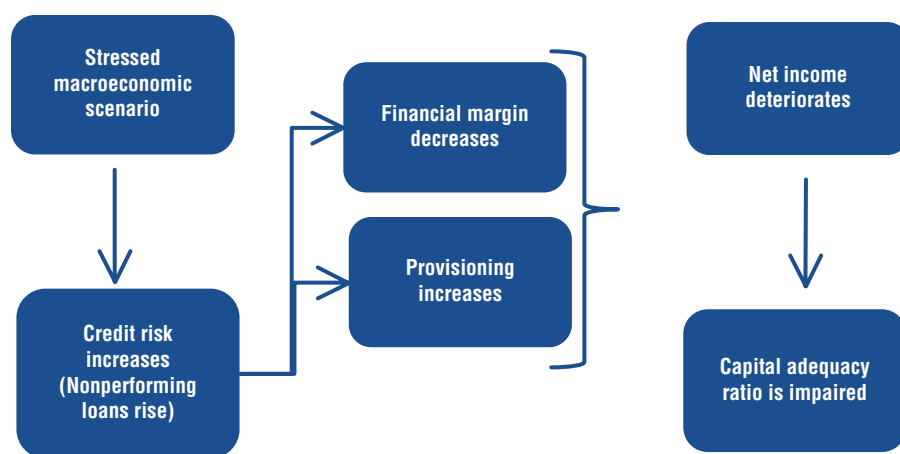 Stressed
macroeconomic
scenario
Credit risk
increases
(Nonperforming
loans rise)
Financial margin
decreases
Provisioning
increases
Net income
deteriorates
Capital adequacy
ratio is impaired